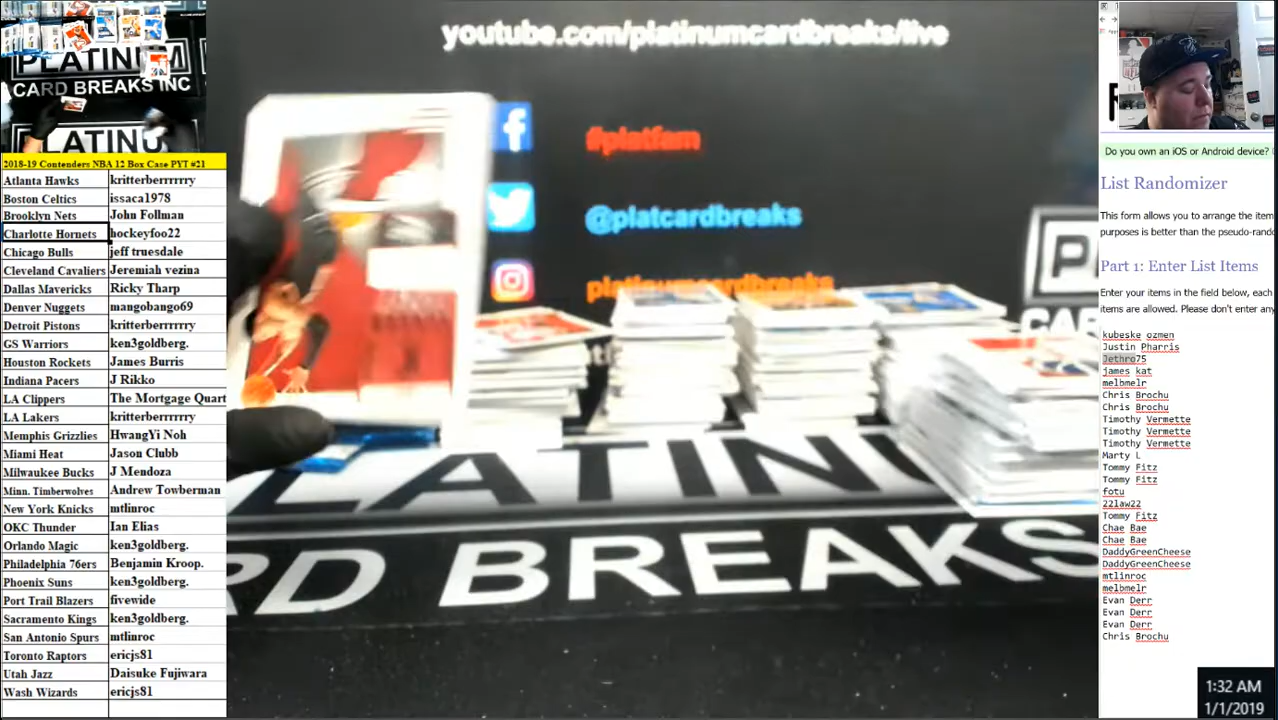 youtube.com/platinumcardbreaks/live
#platfam
@platcardbreaks
platinumcardbreaks
PLATINUM
CARD BREAKS INC
PLATINU
2018-19 Contenders NBA 12 Box Case PYT #21
Atlanta Hawks kritterberrrrrry
Boston Celtics issaca1978
Brooklyn Nets John Follman
Charlotte Hornets hockeyfoo22
Chicago Bulls jeff truesdale
Cleveland Cavaliers Jeremiah vezina
Dallas Mavericks Ricky Tharp
Denver Nuggets mangobango69
Detroit Pistons kritterberrrrrry
GS Warriors ken3goldberg.
Houston Rockets James Burris
Indiana Pacers J Rikko
LA Clippers The Mortgage Quart
LA Lakers kritterberrrrrry
Memphis Grizzlies HwangYi Noh
Miami Heat Jason Clubb
Milwaukee Bucks J Mendoza
Minn. Timberwolves Andrew Towberman
New York Knicks mtlinroc
OKC Thunder Ian Elias
Orlando Magic ken3goldberg.
Philadelphia 76ers Benjamin Kroop.
Phoenix Suns ken3goldberg.
Port Trail Blazers fivewide
Sacramento Kings ken3goldberg.
San Antonio Spurs mtlinroc
Toronto Raptors ericjs81
Utah Jazz Daisuke Fujiwara
Wash Wizards ericjs81
LATINU
RD BREAKS
Do you own an iOS or Android device?
List Randomizer
This form allows you to arrange the item
purposes is better than the pseudo-rando
Part 1: Enter List Items
Enter your items in the field below, each
items are allowed. Please don't enter any
kubeske ozmen
Justin Pharris
Jethro75
james kat
melbmelr
Chris Brochu
Chris Brochu
Timothy Vermette
Timothy Vermette
Timothy Vermette
Marty L
Tommy Fitz
Tommy Fitz
fotu
22law22
Tommy Fitz
Chae Bae
Chae Bae
DaddyGreenCheese
DaddyGreenCheese
mtlinroc
melbmelr
Evan Derr
Evan Derr
Evan Derr
Chris Brochu
1:32 AM
1/1/2019